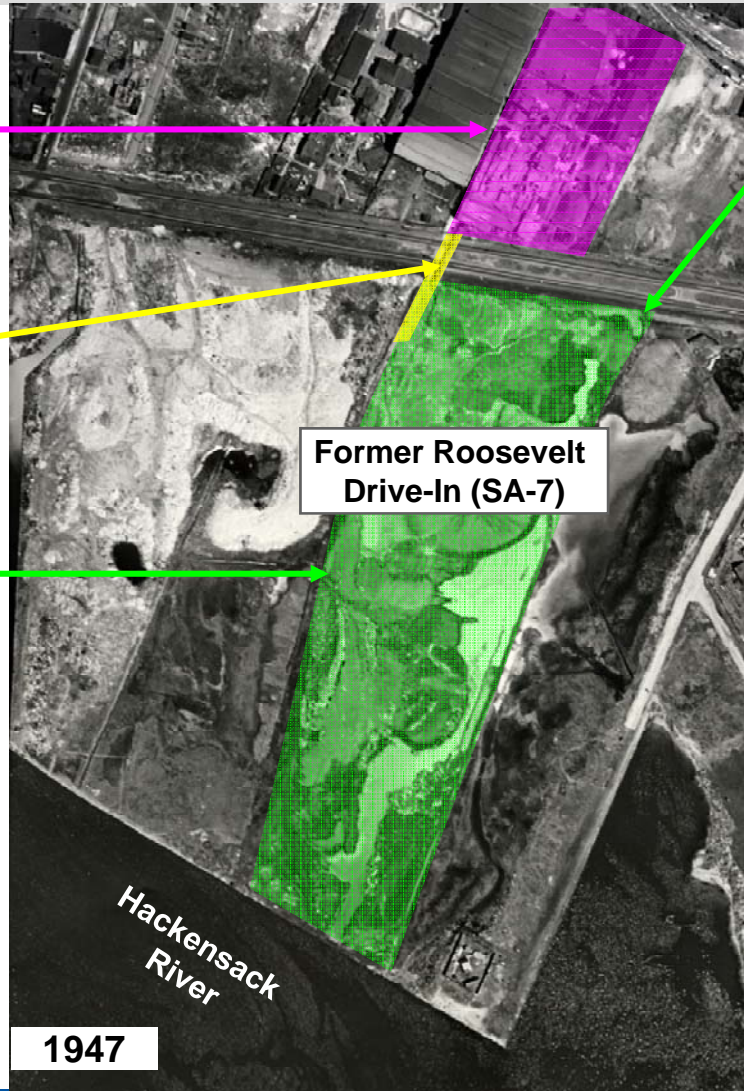 Former Roosevelt
Drive-In (SA-7)
Hackensack
River
1947